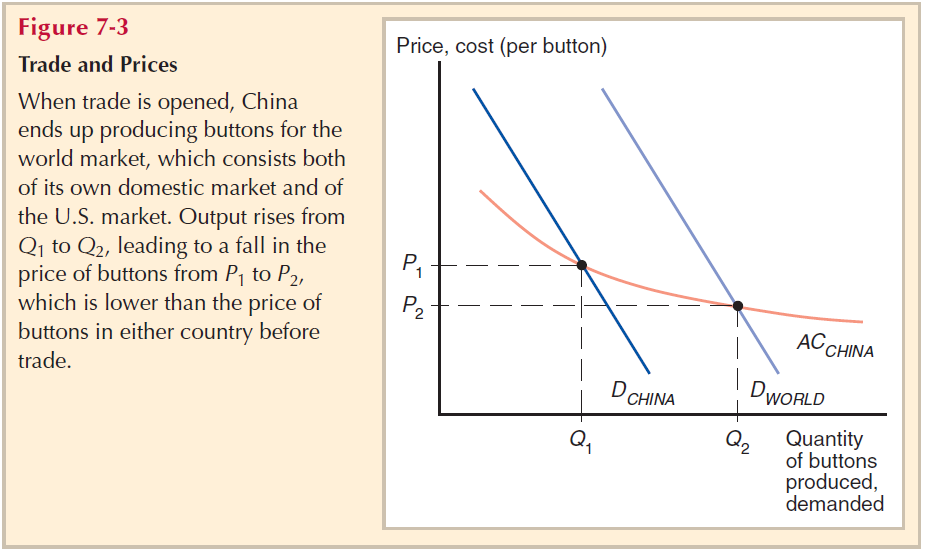 Figure 7-3
Trade and Prices
When trade is opened, China
ends up producing buttons for the
world market, which consists both
of its own domestic market and of
the U.S. market. Output rises from
Q1 to Q2, leading to a fall in the
price of buttons from P1 to P2,
which is lower than the price of
buttons in either country before
trade.
Price, cost (per button)
P1
P2
ACCHINA
DCHINA
DWORLD
Q1
Q2
Quantity
of buttons
produced,
demanded